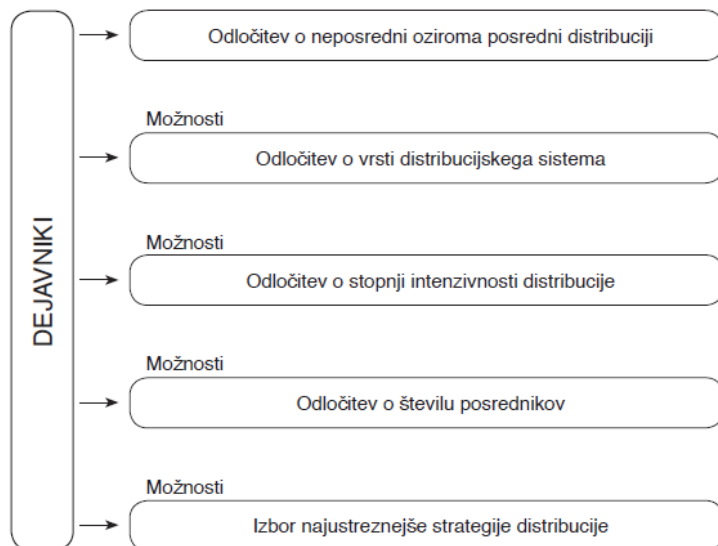 DEJAVNIKI
Odločitev o neposredni oziroma posredni distribuciji
Možnosti
Odločitev o vrsti distribucijskega sistema
Možnosti
Odločitev o stopnji intenzivnosti distribucije
Možnosti
Odločitev o številu posrednikov
Možnosti
Izbor najustreznejše strategije distribucije